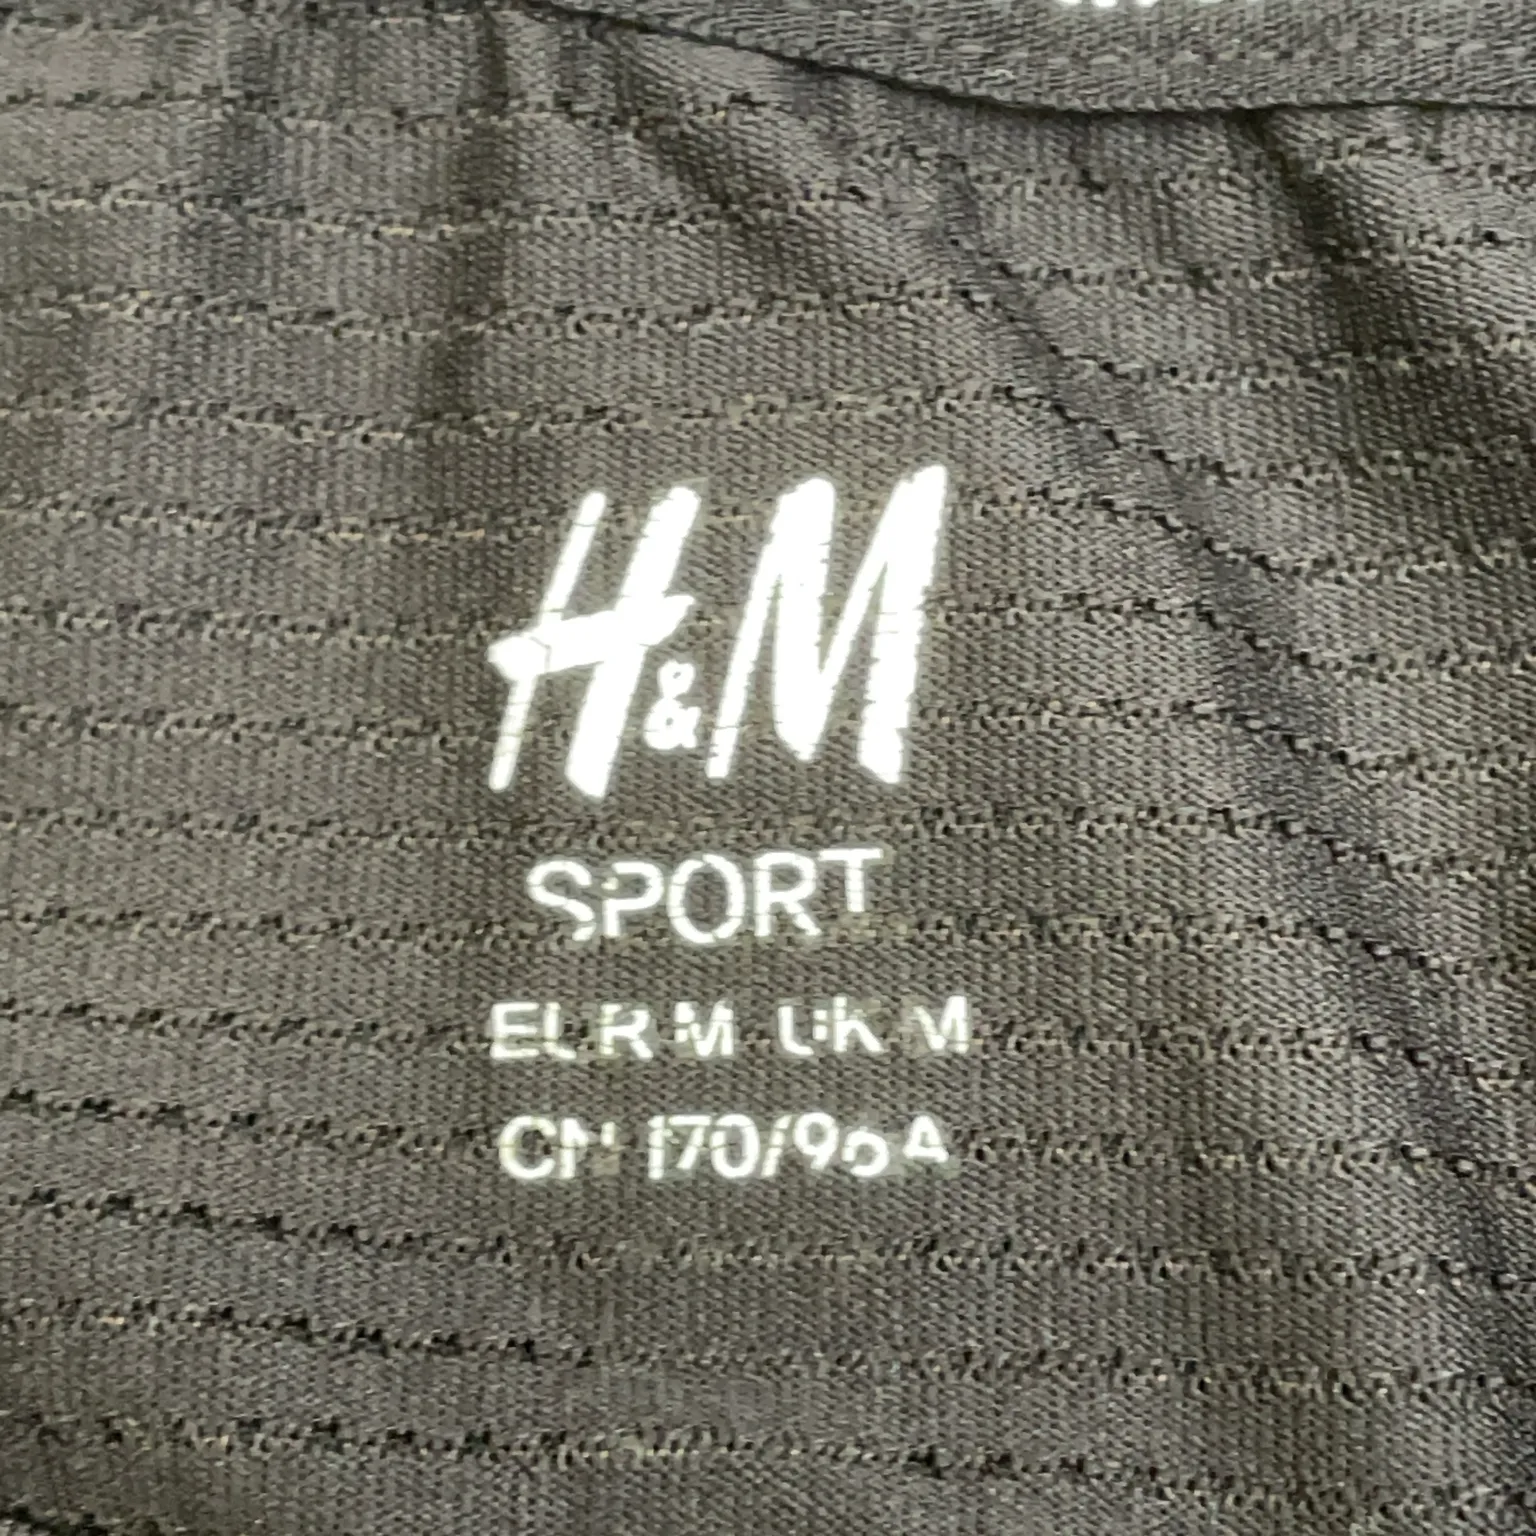 H&M
SPORT
EUR M UK M
CN 170/96A